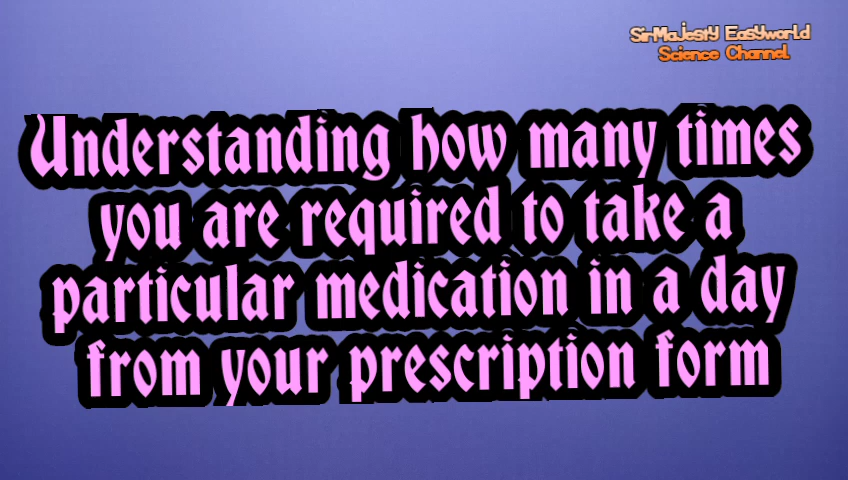 SirMajesty Easyworld
Science Channel
Understanding how many times
you are required to take a
particular medication in a day
from your prescription form